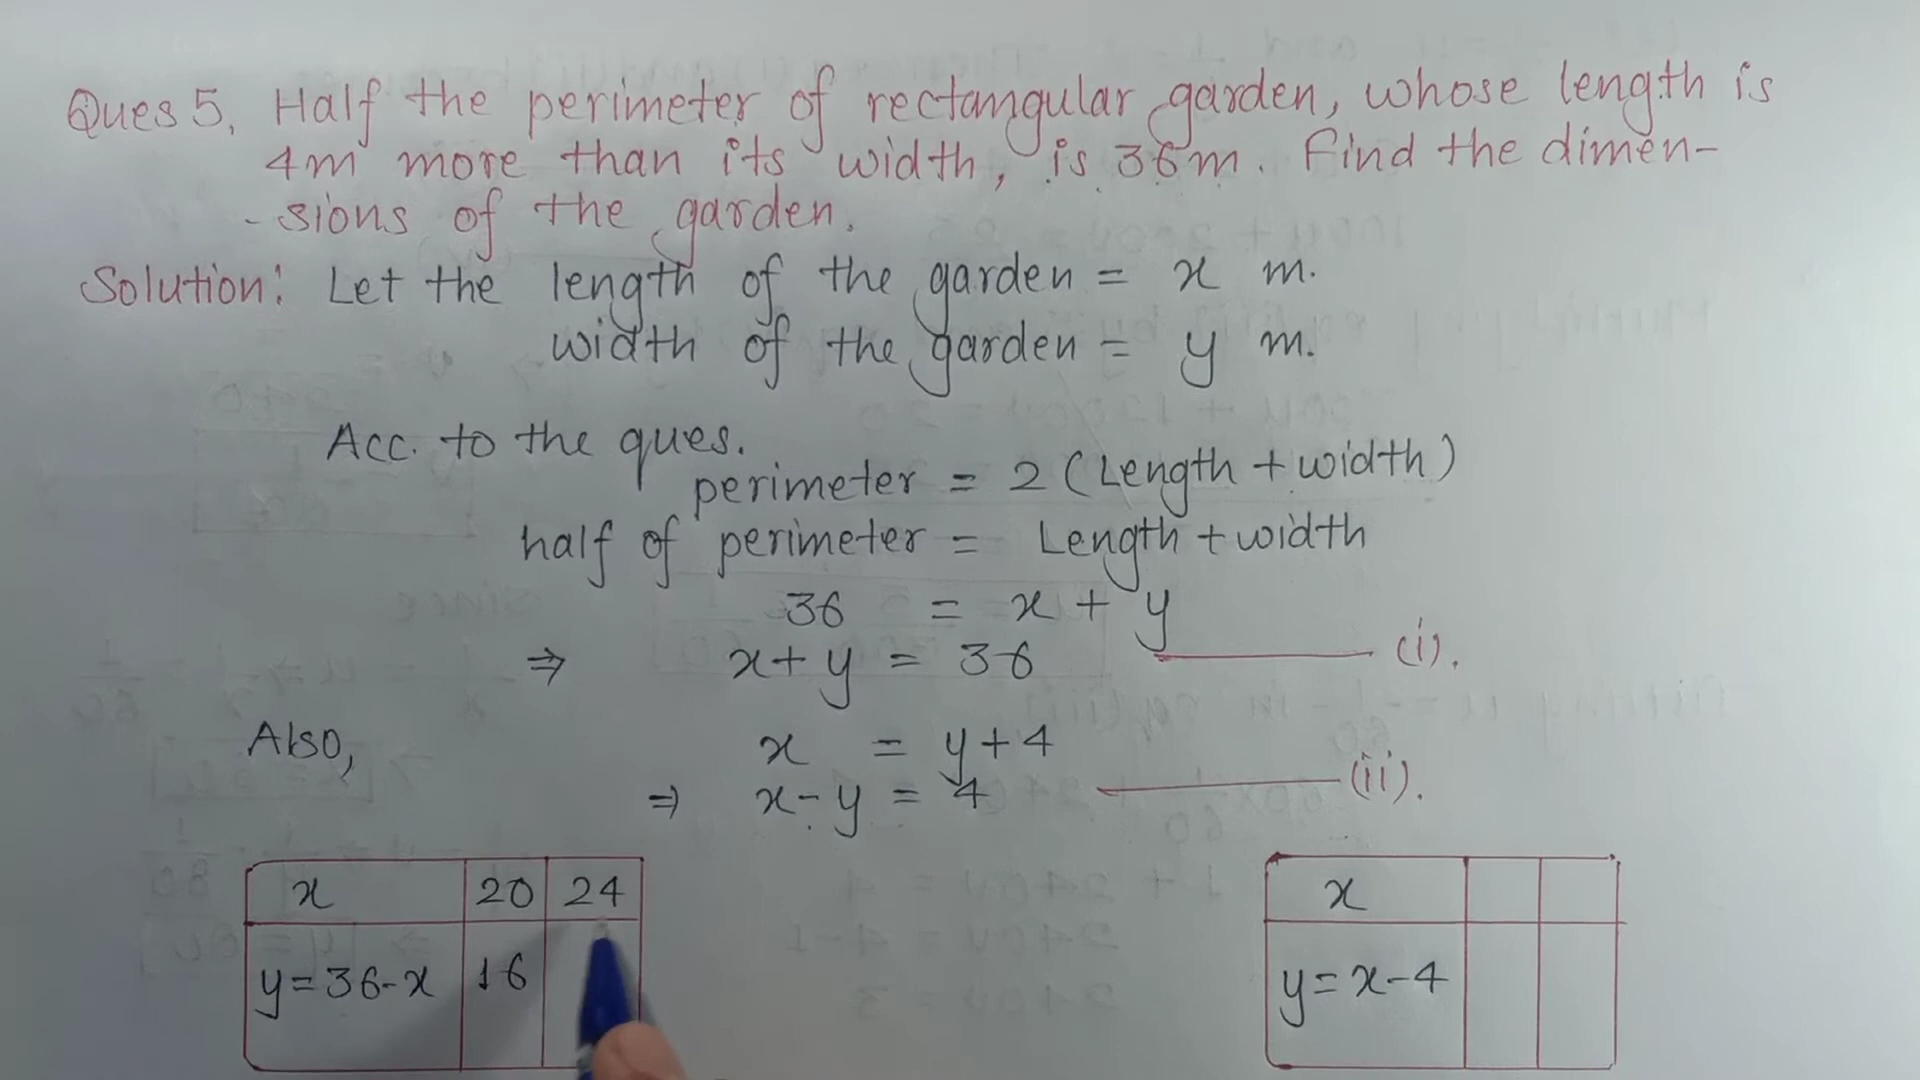 Ques 5. Half the perimeter of rectangular garden, whose length is
4m more than its width, is 36m. Find the dimen-
-sions of the garden.
Solution: Let the length of the garden = x m.
width of the garden = y m.
Acc. to the ques.
perimeter = 2 (Length + width)
half of perimeter = Length + width
36 = x + y
⇒ x + y = 36 (i).
Also, x = y + 4
⇒ x - y = 4 (ii).
x 20 24
y = 36 - x 16
x
y = x - 4